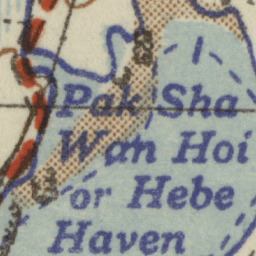 Pak Sha
Wan Hoi
or Hebe
Haven